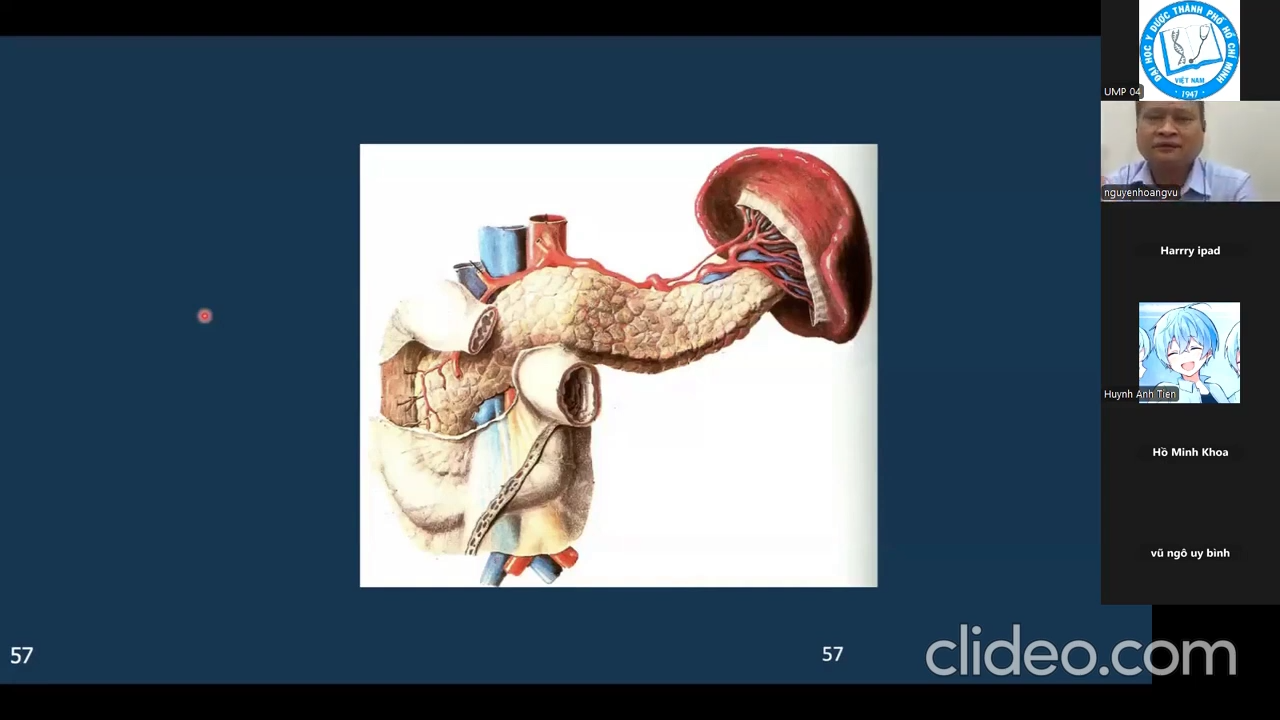 ĐẠI HỌC Y DƯỢC THÀNH PHỐ HỒ CHÍ MINH
VIỆT NAM
1947
UMP 04
nguyenhoangvu
Harrry ipad
Huynh Anh Tien
Hồ Minh Khoa
vũ ngô uy bình
57
57
clideo.com